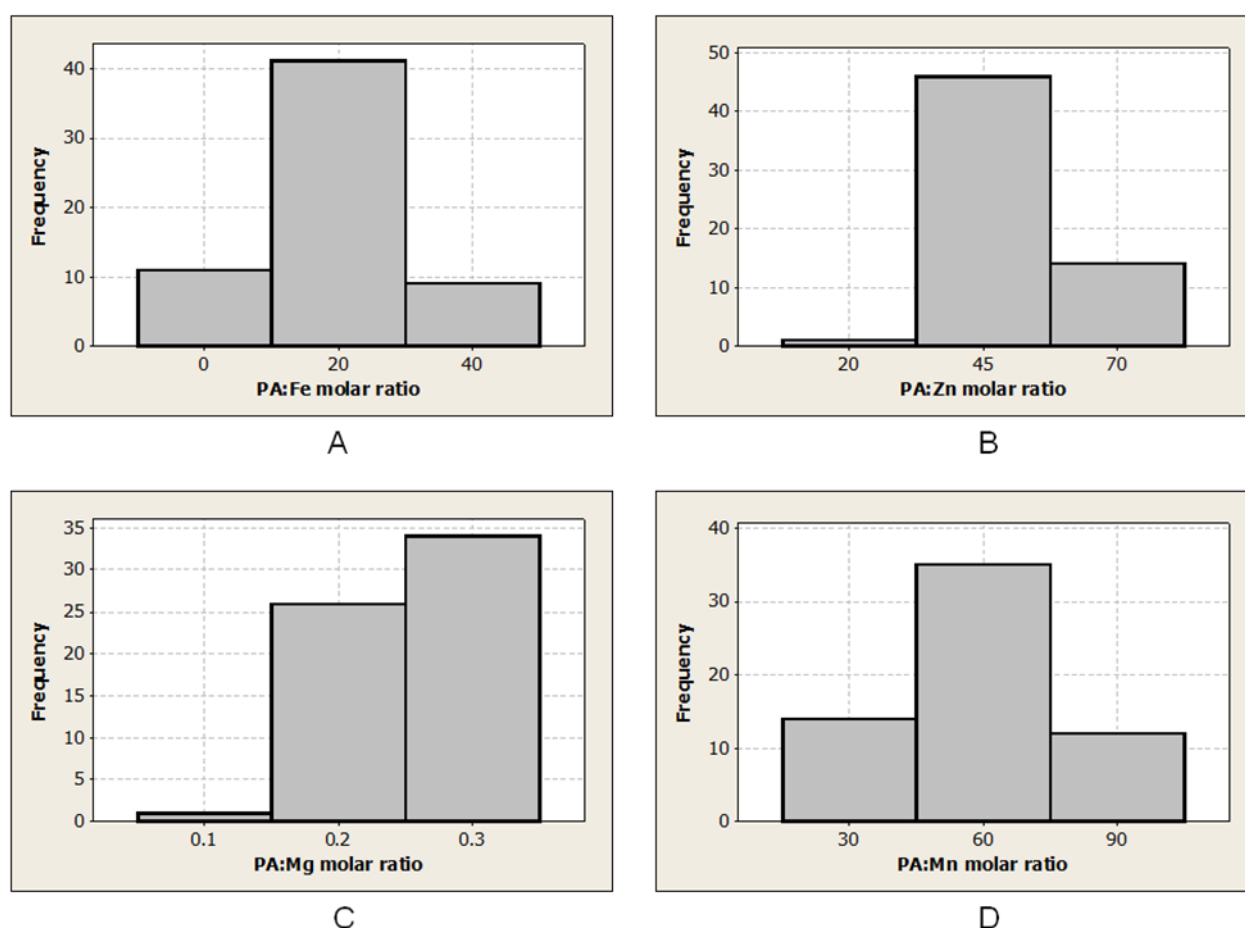 40
30
20
10
0
Frequency
0 20 40
PA:Fe molar ratio
A
50
40
30
20
10
0
Frequency
20 45 70
PA:Zn molar ratio
B
35
30
25
20
15
10
5
0
Frequency
0.1 0.2 0.3
PA:Mg molar ratio
C
40
30
20
10
0
Frequency
30 60 90
PA:Mn molar ratio
D